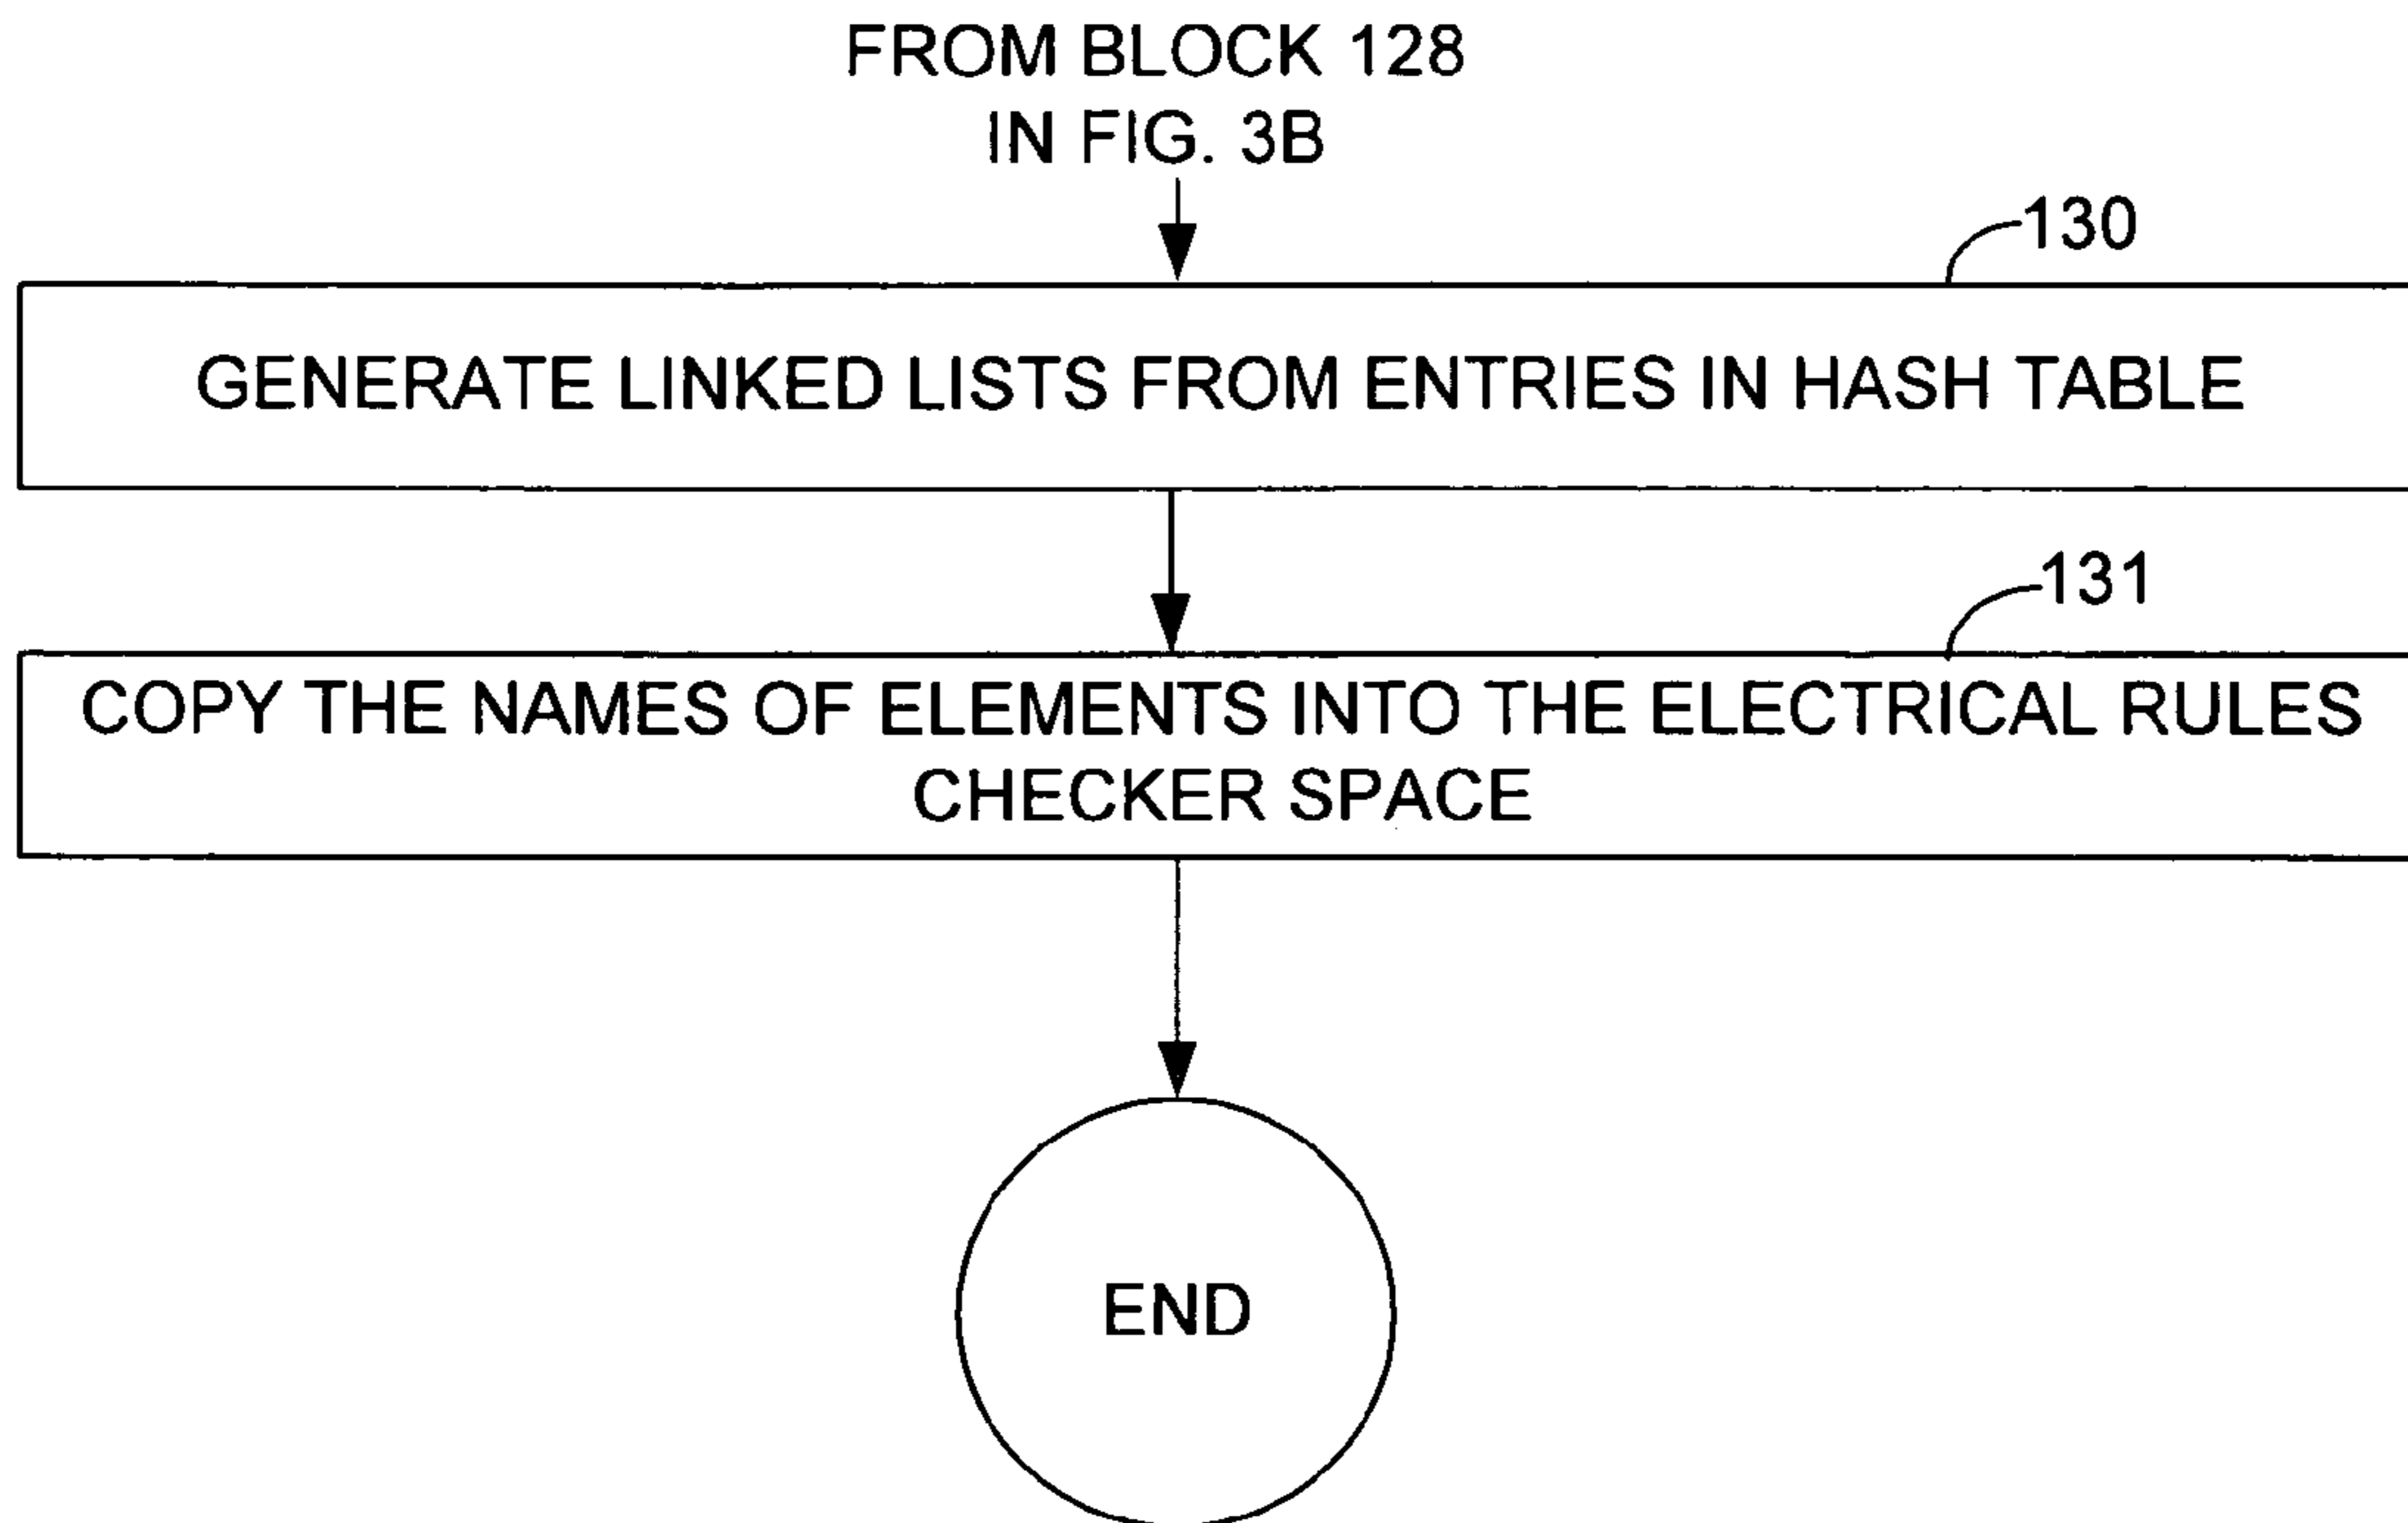 FROM BLOCK 128
IN FIG. 3B
130
GENERATE LINKED LISTS FROM ENTRIES IN HASH TABLE
131
COPY THE NAMES OF ELEMENTS INTO THE ELECTRICAL RULES
CHECKER SPACE
END